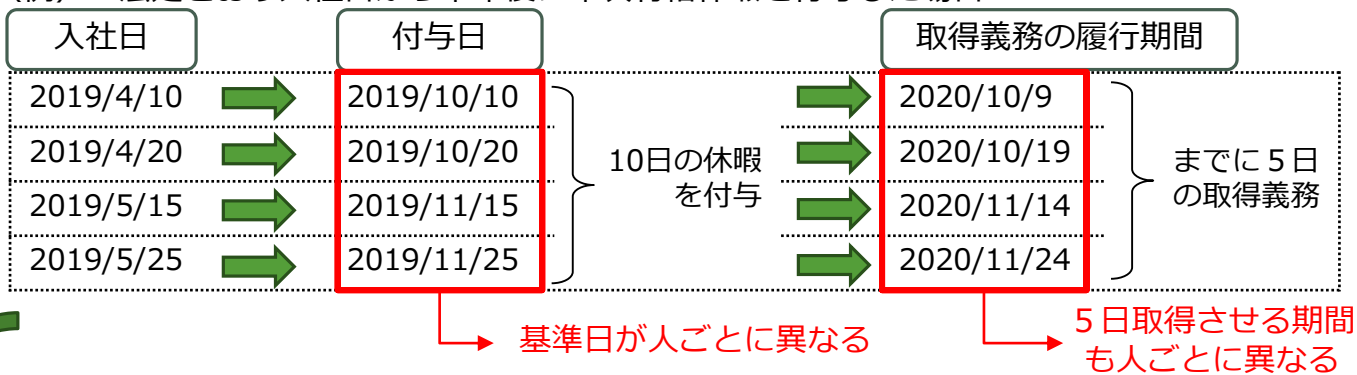 入社日 付与日 取得義務の履行期間
2019/4/10 2019/10/10 2020/10/9
2019/4/20 2019/10/20 2020/10/19
2019/5/15 2019/11/15 2020/11/14
2019/5/25 2019/11/25 2020/11/24
10日の休暇
を付与
までに５日
の取得義務
基準日が人ごとに異なる
５日取得させる期間
も人ごとに異なる